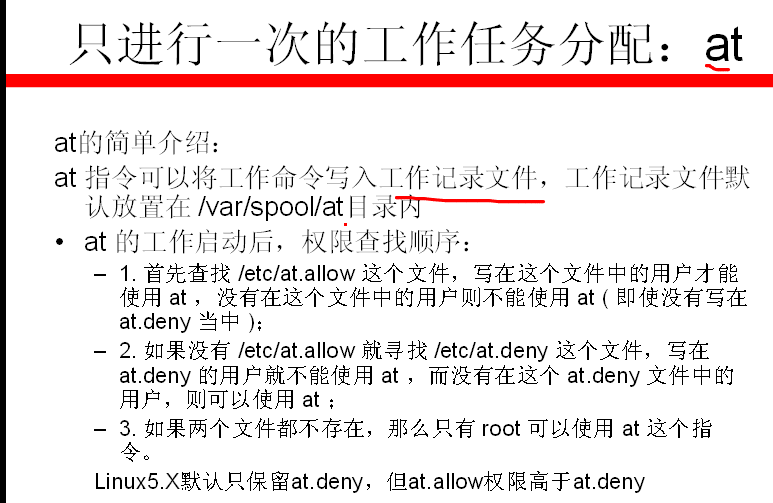 只进行一次的工作任务分配：at
at的简单介绍：
at 指令可以将工作命令写入工作记录文件，工作记录文件默
认放置在 /var/spool/at目录内
• at 的工作启动后，权限查找顺序：
– 1. 首先查找 /etc/at.allow 这个文件，写在这个文件中的用户才能
使用 at ，没有在这个文件中的用户则不能使用 at ( 即使没有写在
at.deny 当中 )；
– 2. 如果没有 /etc/at.allow 就寻找 /etc/at.deny 这个文件，写在
at.deny 的用户就不能使用 at ，而没有在这个 at.deny 文件中的
用户，则可以使用 at ；
– 3. 如果两个文件都不存在，那么只有 root 可以使用 at 这个指
令。
Linux5.X默认只保留at.deny，但at.allow权限高于at.deny